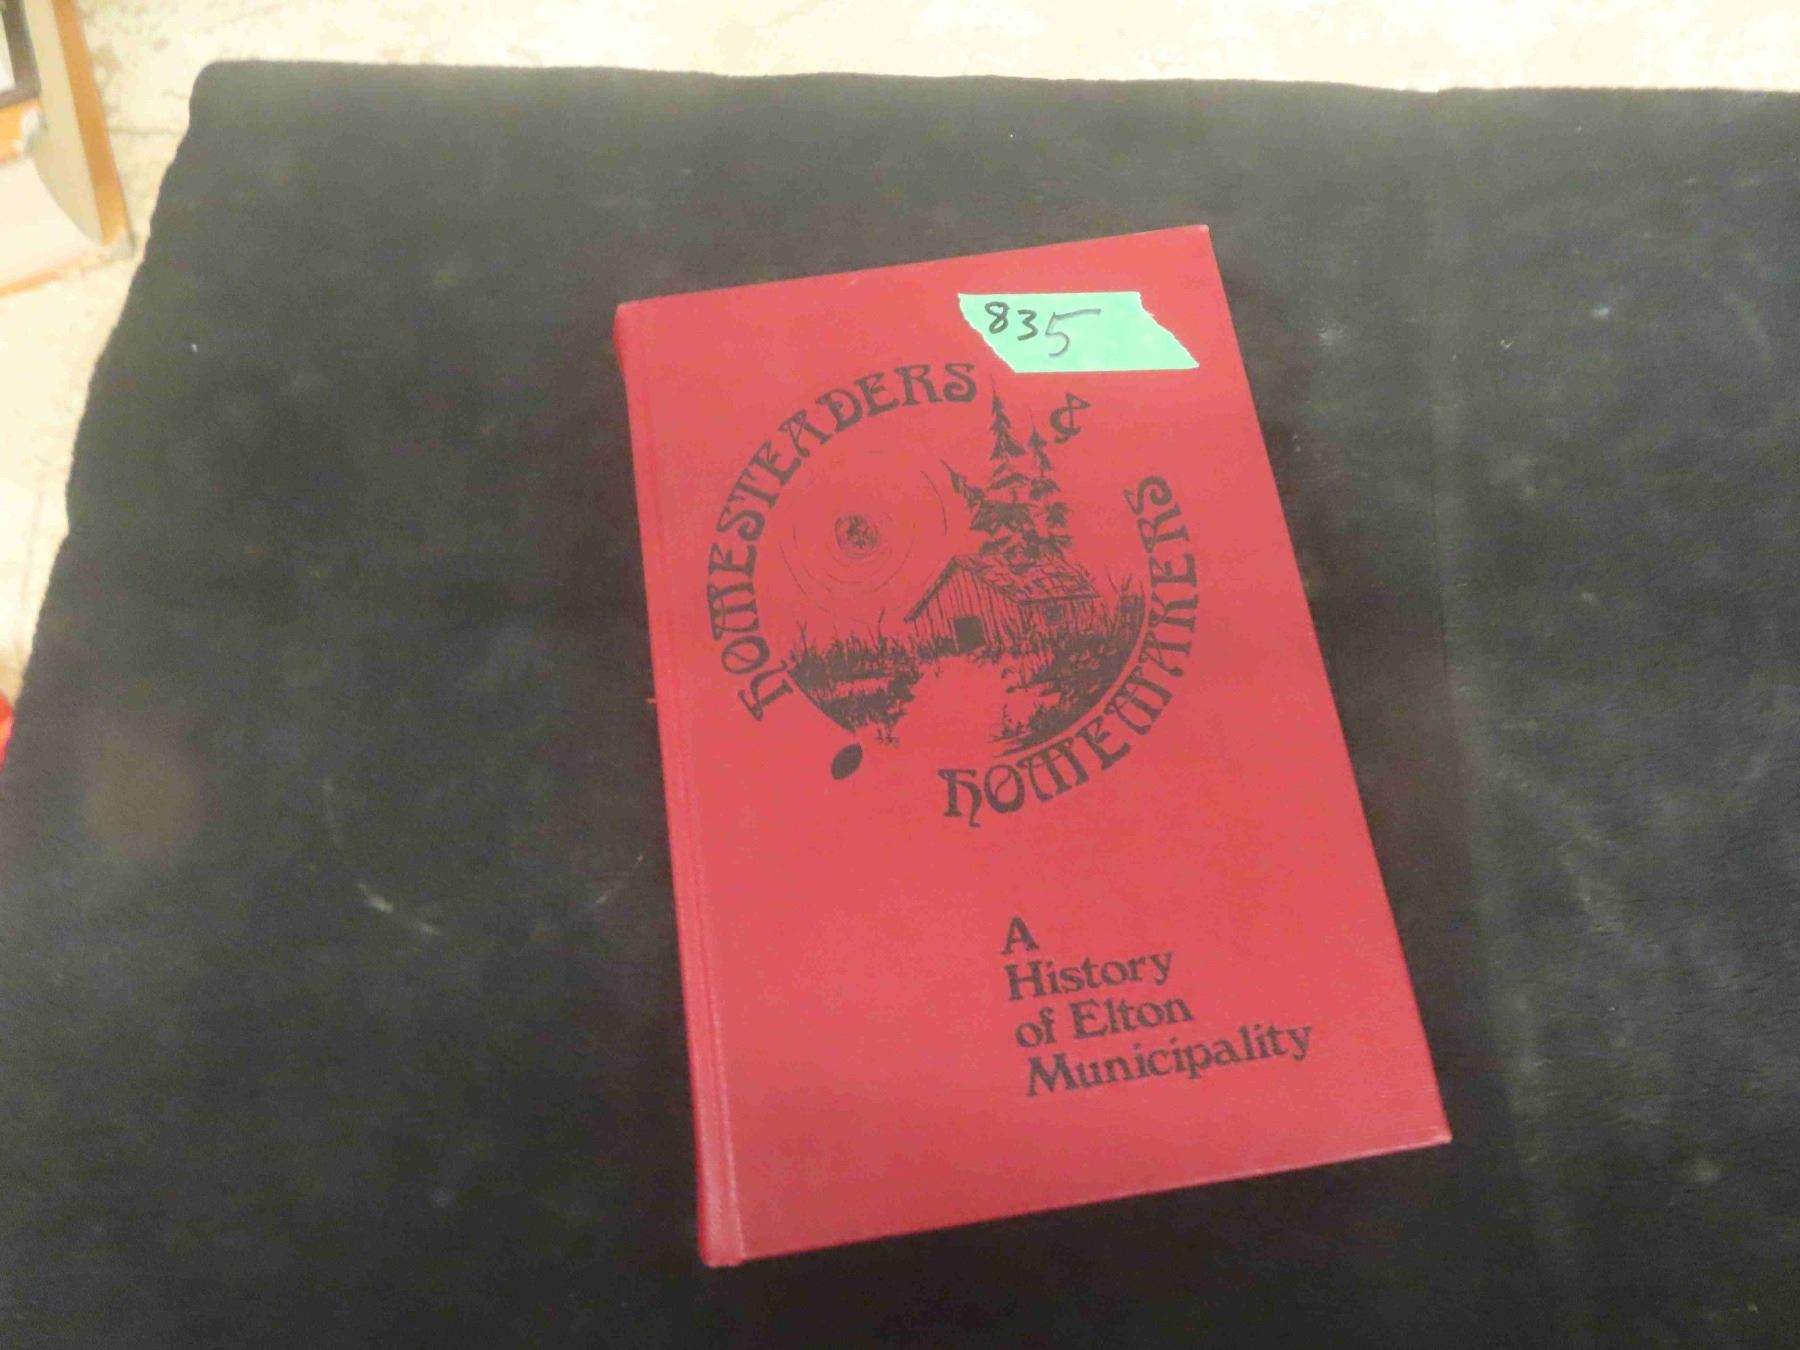 835
HOMESTEADERS
&
HOMEMAKERS
A
History
of Elton
Municipality